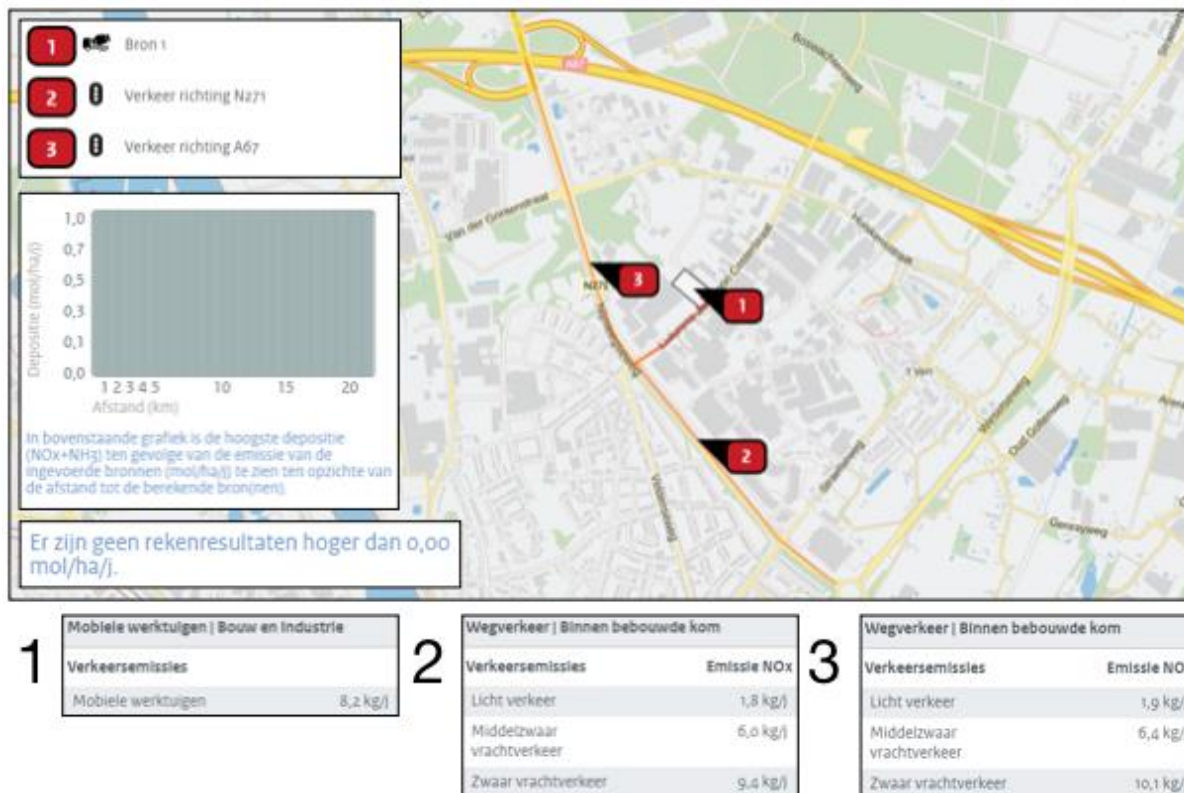 1 Bron 1
2 Verkeer richting N271
3 Verkeer richting A67
1,0
0,7
0,5
0,3
0,1
0,0
Depositie (mol/ha/j)
1 2 3 4 5 10 15 20
Afstand (km)
In bovenstaande grafiek is de hoogste depositie
(NOx+NH3) ten gevolge van de emissie van de
ingevoerde bronnen (mol/ha/j) te zien ten opzichte van
de afstand tot de berekende bron(nen).
Er zijn geen rekenresultaten hoger dan 0,00
mol/ha/j.
A67
Van der Grintenstraat
N271
3
1
2
't Ven
Genrayweg
1
Mobiele werktuigen | Bouw en Industrie
Verkeersemissies
Mobiele werktuigen 8,2 kg/j
2
Wegverkeer | Binnen bebouwde kom
Verkeersemissies Emissie NOx
Licht verkeer 1,8 kg/j
Middelzwaar
vrachtverkeer 6,0 kg/j
Zwaar vrachtverkeer 9,4 kg/j
3
Wegverkeer | Binnen bebouwde kom
Verkeersemissies Emissie NO
Licht verkeer 1,9 kg/
Middelzwaar
vrachtverkeer 6,4 kg/
Zwaar vrachtverkeer 10,1 kg/